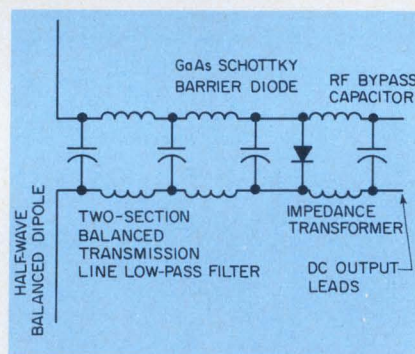 GaAs SCHOTTKY
BARRIER DIODE
RF BYPASS
CAPACITOR
HALF-WAVE
BALANCED DIPOLE
TWO-SECTION
BALANCED
TRANSMISSION
LINE LOW-PASS FILTER
IMPEDANCE
TRANSFORMER
DC OUTPUT
LEADS